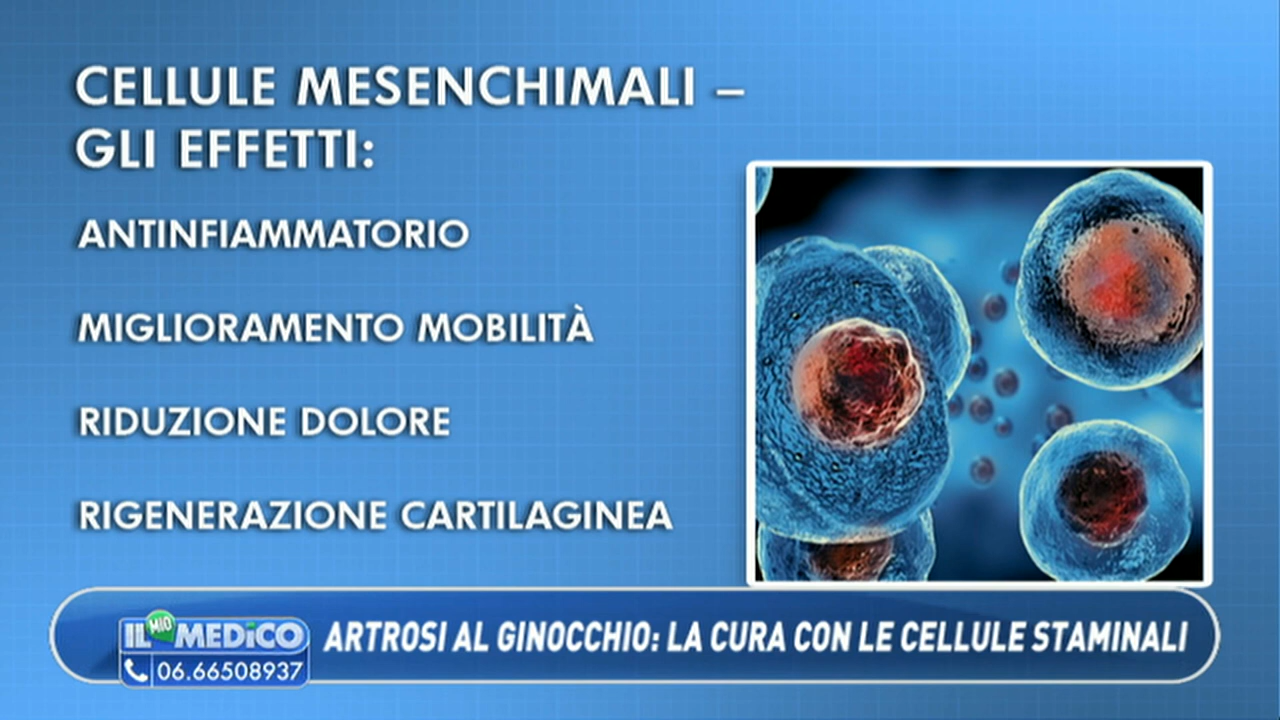 CELLULE MESENCHIMALI –
GLI EFFETTI:
ANTINFIAMMATORIO
MIGLIORAMENTO MOBILITÀ
RIDUZIONE DOLORE
RIGENERAZIONE CARTILAGINEA
IL MIO MEDICO
06.66508937
ARTROSI AL GINOCCHIO: LA CURA CON LE CELLULE STAMINALI